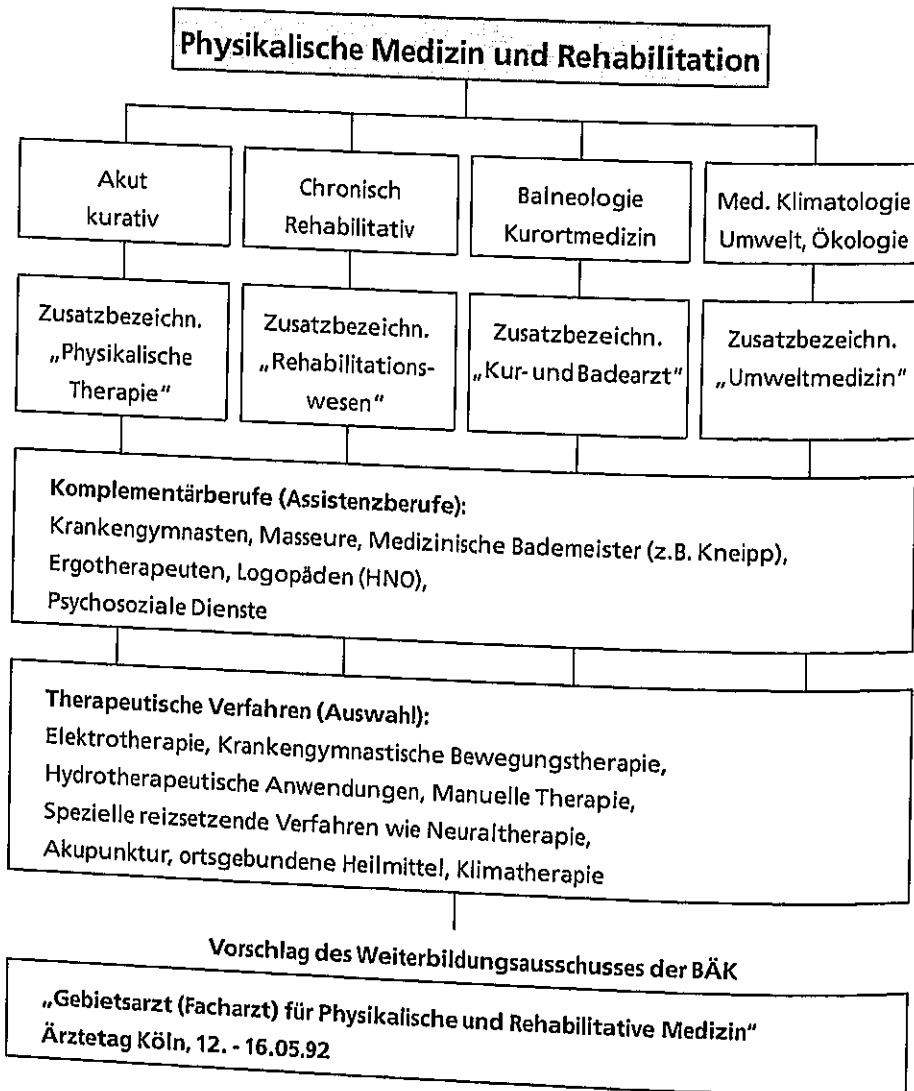 Physikalische Medizin und Rehabilitation
Akut
kurativ
Chronisch
Rehabilitativ
Balneologie
Kurortmedizin
Med. Klimatologie
Umwelt, Ökologie
Zusatzbezeichn.
„Physikalische
Therapie"
Zusatzbezeichn.
„Rehabilitations-
wesen"
Zusatzbezeichn.
„Kur- und Badearzt"
Zusatzbezeichn.
„Umweltmedizin"
Komplementärberufe (Assistenzberufe):
Krankengymnasten, Masseure, Medizinische Bademeister (z.B. Kneipp),
Ergotherapeuten, Logopäden (HNO),
Psychosoziale Dienste
Therapeutische Verfahren (Auswahl):
Elektrotherapie, Krankengymnastische Bewegungstherapie,
Hydrotherapeutische Anwendungen, Manuelle Therapie,
Spezielle reizsetzende Verfahren wie Neuraltherapie,
Akupunktur, ortsgebundene Heilmittel, Klimatherapie
Vorschlag des Weiterbildungsausschusses der BÄK
„Gebietsarzt (Facharzt) für Physikalische und Rehabilitative Medizin"
Ärztetag Köln, 12. - 16.05.92